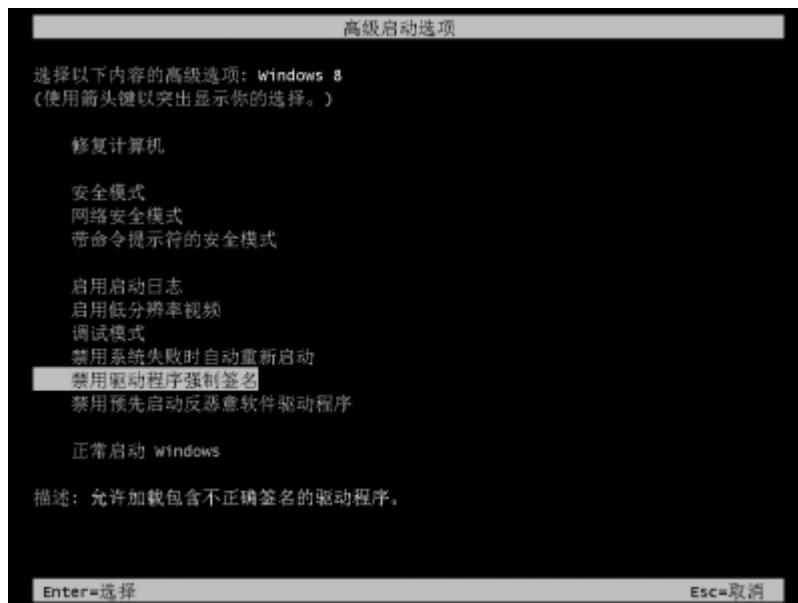 高级启动选项
选择以下内容的高级选项: Windows 8
(使用箭头键以突出显示你的选择。)
修复计算机
安全模式
网络安全模式
带命令提示符的安全模式
启用启动日志
启用低分辨率视频
调试模式
禁用系统失败时自动重新启动
禁用驱动程序强制签名
禁用预先启动反恶意软件驱动程序
正常启动 Windows
描述: 允许加载包含不正确签名的驱动程序。
Enter=选择 Esc=取消